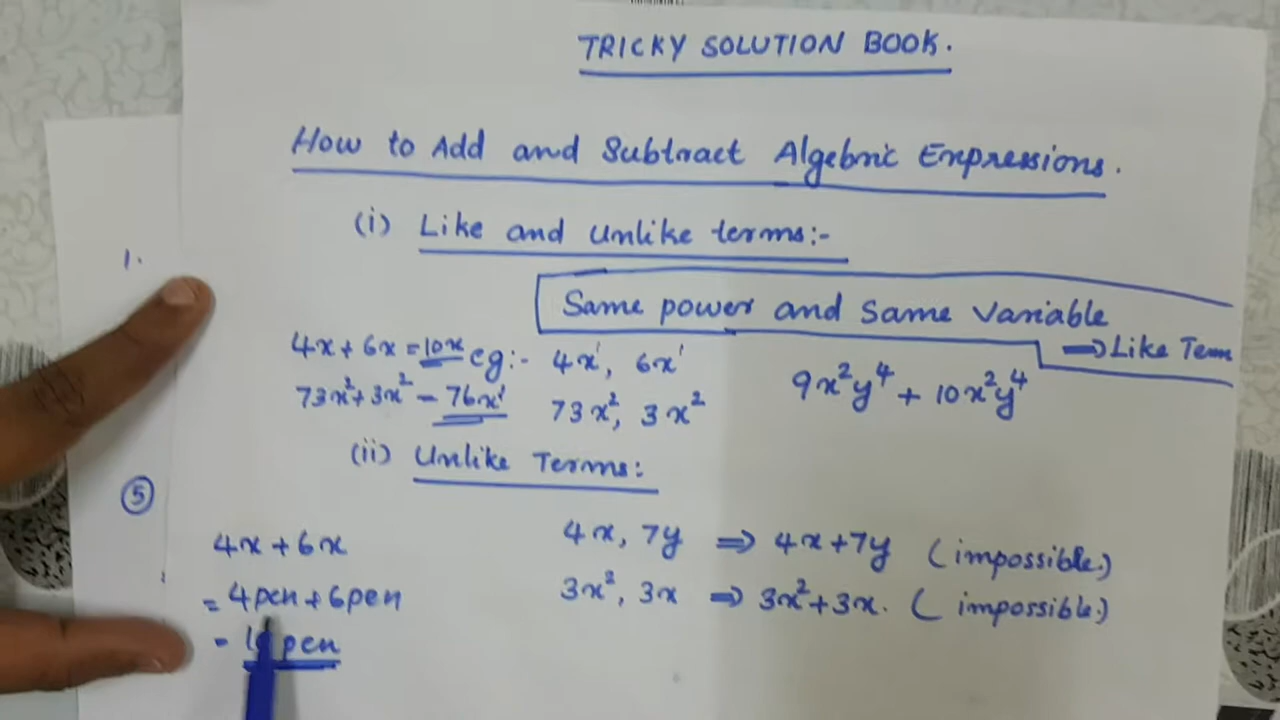 TRICKY SOLUTION BOOK.
How to Add and Subtract Algebric Expressions.
(i) Like and Unlike terms:-
1.
Same power and Same Variable
⟹ Like Term
4x + 6x = 10x eg:- 4x¹, 6x¹
9x²y⁴ + 10x²y⁴
73x² + 3x² = 76x² 73x², 3x²
(ii) Unlike Terms:
⑤
4x + 6x
4x, 7y ⟹ 4x + 7y (impossible.)
= 4pen + 6pen
3x², 3x ⟹ 3x² + 3x. (impossible.)
= pen